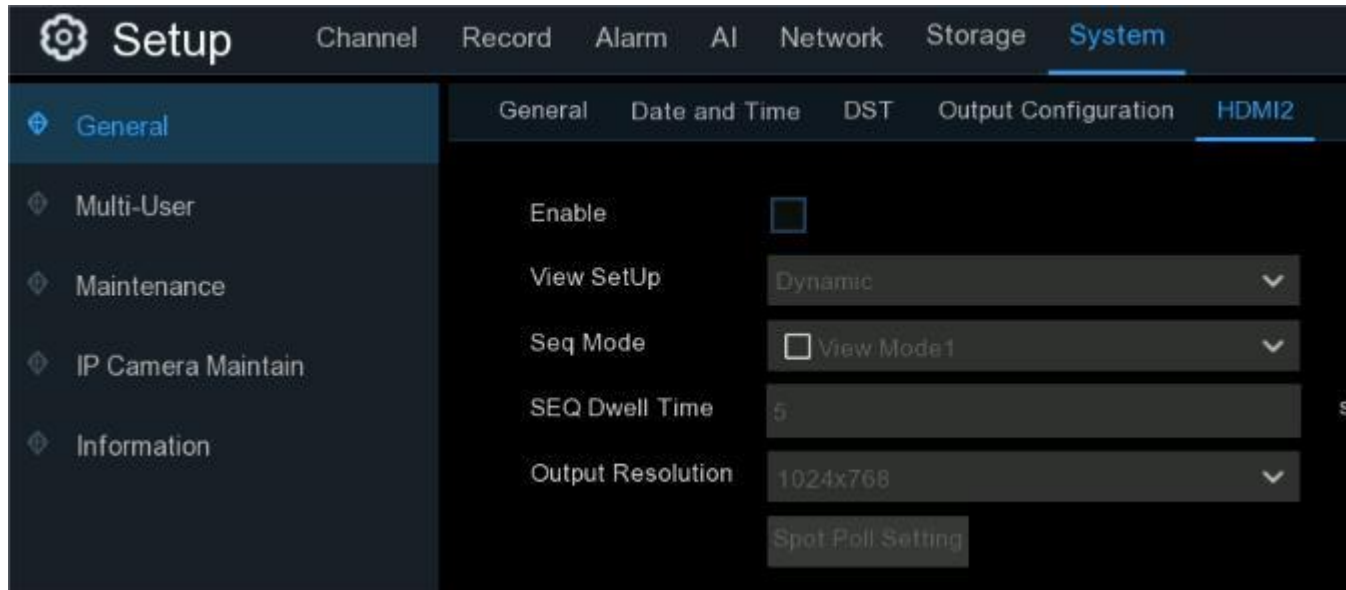 Setup Channel Record Alarm AI Network Storage System
General Date and Time DST Output Configuration HDMI2
General
Multi-User
Maintenance
IP Camera Maintain
Information
Enable
View SetUp Dynamic
Seq Mode View Mode1
SEQ Dwell Time 5 s
Output Resolution 1024x768
Spot Poll Setting